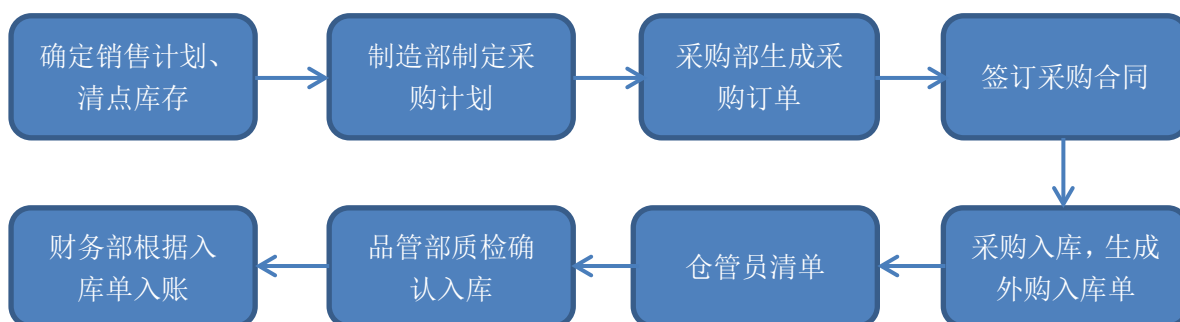 确定销售计划、
清点库存
制造部制定采
购计划
采购部生成采
购订单
签订采购合同
财务部根据入
库单入账
品管部质检确
认入库
仓管员清单
采购入库，生成
外购入库单